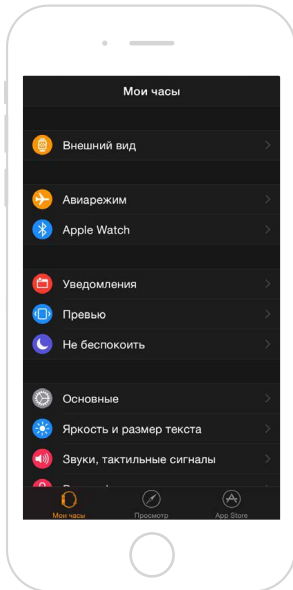 Мои часы
Внешний вид
Авиарежим
Apple Watch
Уведомления
Превью
Не беспокоить
Основные
Яркость и размер текста
Звуки, тактильные сигналы
Мои часы
Просмотр
App Store